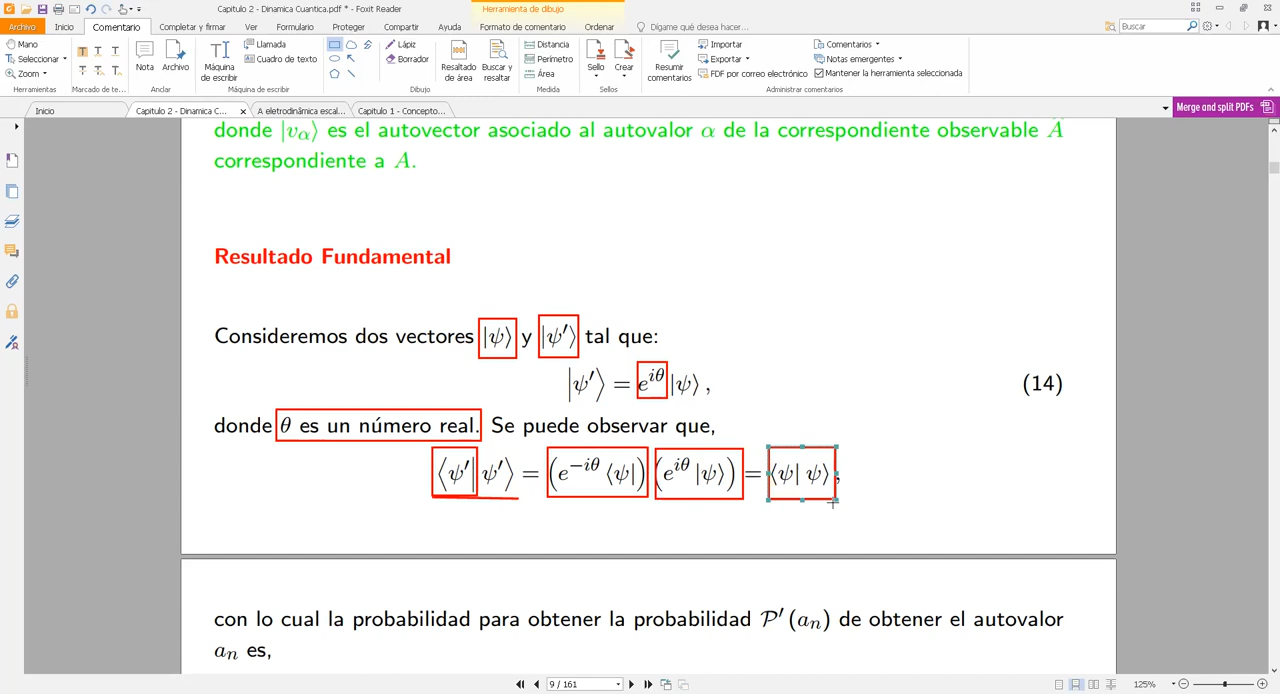 Capitulo 2 - Dinamica Cuantica.pdf * - Foxit Reader
Herramienta de dibujo
Archivo Inicio Comentario Completar y firmar Ver Formulario Proteger Compartir Ayuda Formato de comentario Ordenar Dígame qué desea hacer... Buscar
Mano
Seleccionar
Zoom
Herramientas
Marcado de te...
Nota
Archivo
Anclar
Máquina de escribir
Llamada
Cuadro de texto
Máquina de escribir
Lápiz
Borrador
Dibujo
Resaltado de área
Buscar y resaltar
Distancia
Perímetro
Área
Medida
Sello
Crear
Sellos
Resumir comentarios
Importar
Exportar
FDF por correo electrónico
Comentarios
Notas emergentes
Mantener la herramienta seleccionada
Administrar comentarios
Inicio
Capitulo 2 - Dinamica C...
A eletrodinâmica escal...
Capitulo 1 - Concepto...
Merge and split PDFs
donde |v_α⟩ es el autovector asociado al autovalor α de la correspondiente observable Â
correspondiente a A.
Resultado Fundamental
Consideremos dos vectores |ψ⟩ y |ψ′⟩ tal que:
|ψ′⟩ = e^{iθ} |ψ⟩ , (14)
donde θ es un número real. Se puede observar que,
⟨ψ′| ψ′⟩ = (e^{−iθ} ⟨ψ|) (e^{iθ} |ψ⟩) = ⟨ψ| ψ⟩ ,
con lo cual la probabilidad para obtener la probabilidad 𝒫′ (a_n) de obtener el autovalor
a_n es,
9 / 161
125%